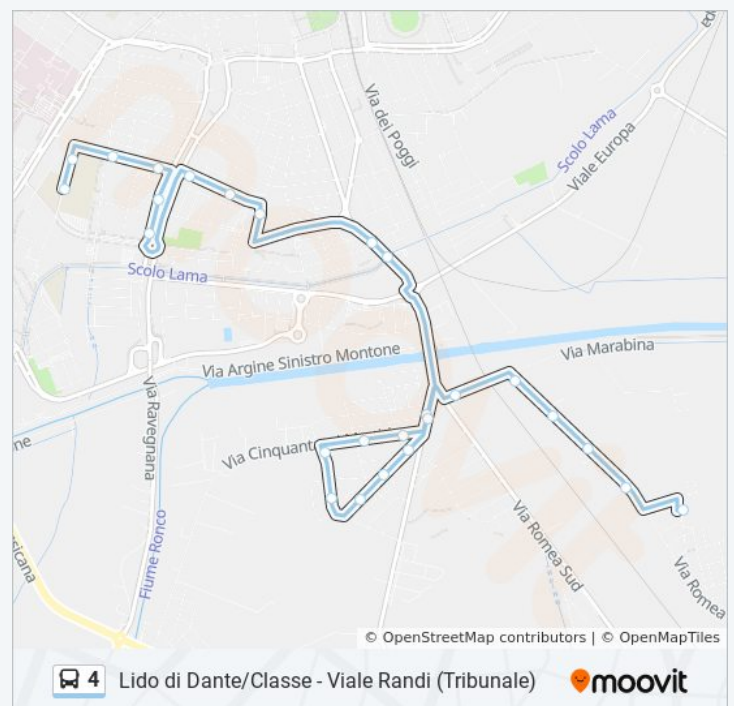 Via dei Poggi
Scolo Lama
Viale Europa
Scolo Lama
Via Argine Sinistro Montone
Via Marabina
Via Ravegnana
Via Cinquant
Fiume Ronco
Via Romea Sud
Via Romea
© OpenStreetMap contributors | © OpenMapTiles
4 Lido di Dante/Classe - Viale Randi (Tribunale)
moovit